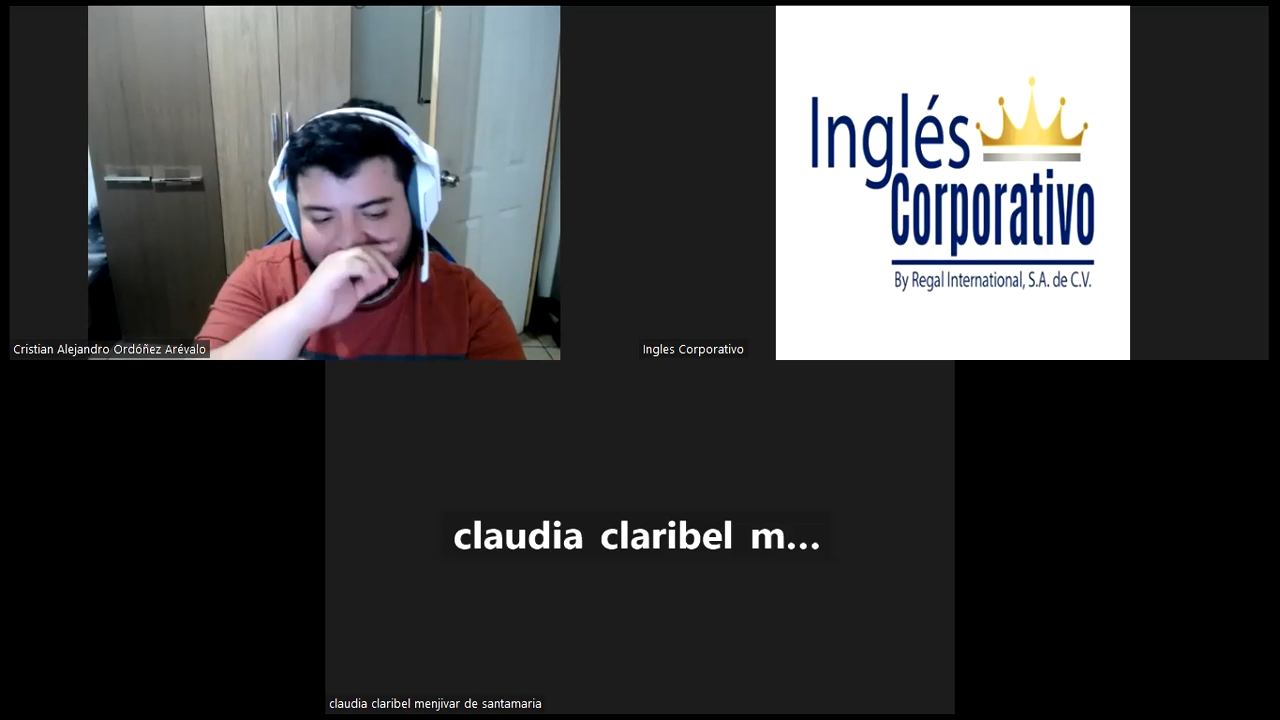 Inglés
Corporativo
By Regal International, S.A. de C.V.
Cristian Alejandro Ordóñez Arévalo
Ingles Corporativo
claudia claribel m...
claudia claribel menjivar de santamaria